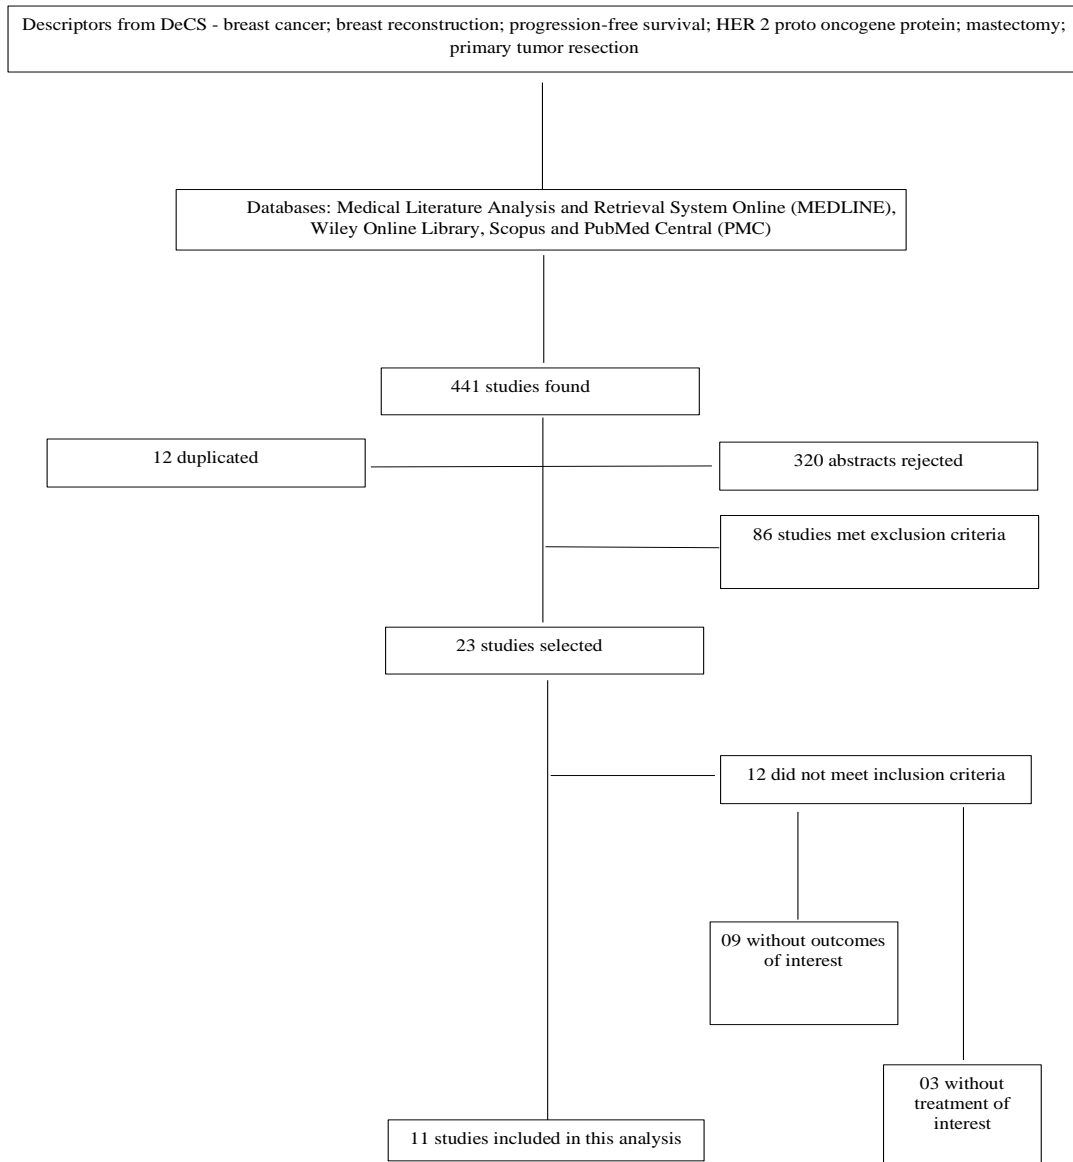 Descriptors from DeCS - breast cancer; breast reconstruction; progression-free survival; HER 2 proto oncogene protein; mastectomy;
primary tumor resection
Databases: Medical Literature Analysis and Retrieval System Online (MEDLINE),
Wiley Online Library, Scopus and PubMed Central (PMC)
441 studies found
12 duplicated
320 abstracts rejected
86 studies met exclusion criteria
23 studies selected
12 did not meet inclusion criteria
09 without outcomes
of interest
03 without
treatment of
interest
11 studies included in this analysis